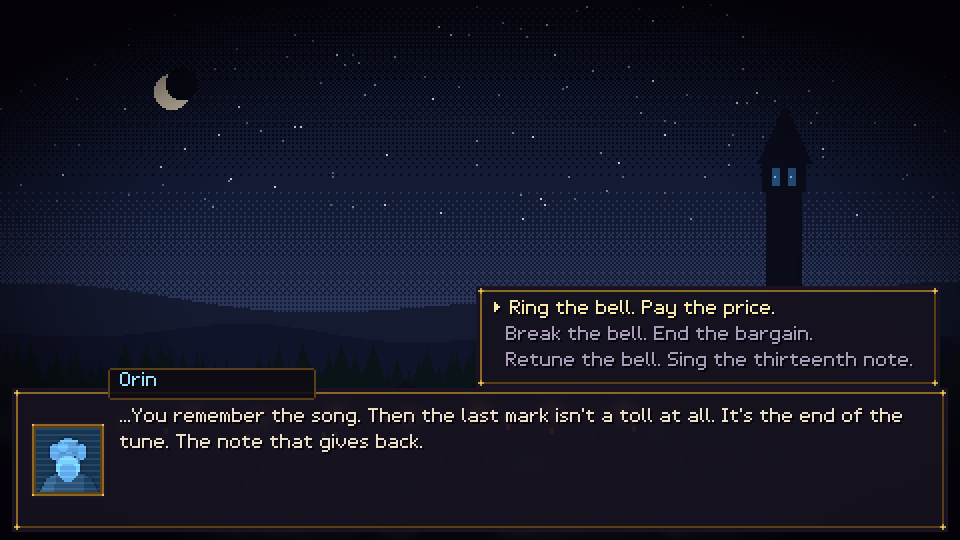 Ring the bell. Pay the price.
Break the bell. End the bargain.
Retune the bell. Sing the thirteenth note.
Orin
…You remember the song. Then the last mark isn't a toll at all. It's the end of the
tune. The note that gives back.